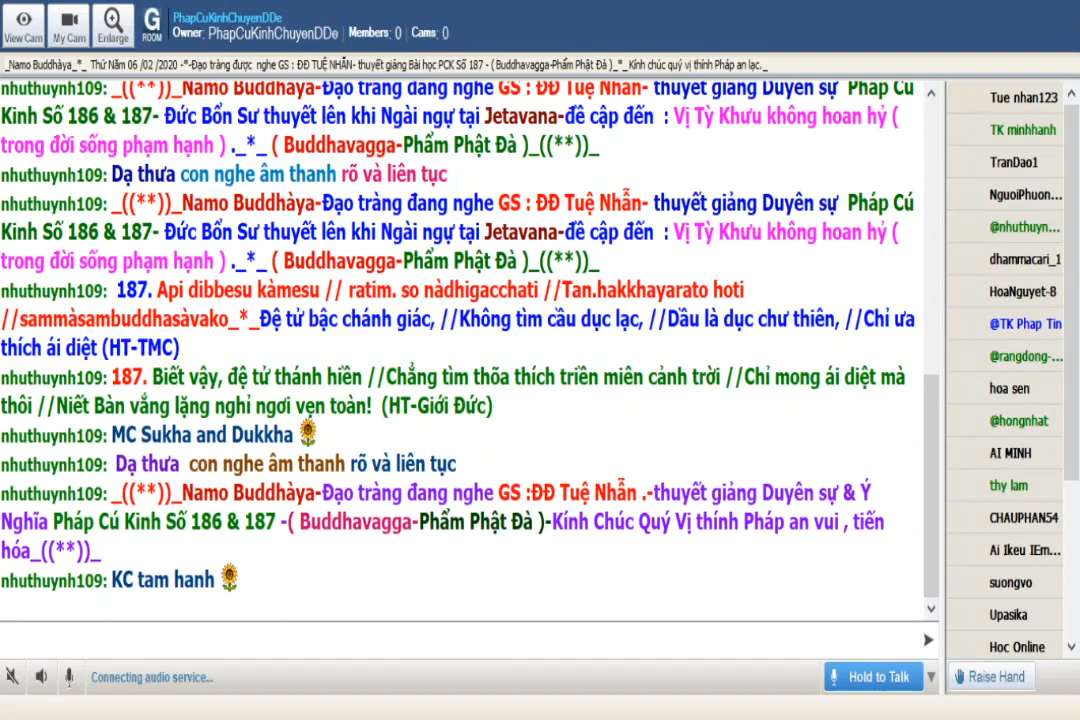 PhapCuKinhChuyenDDe
Owner: PhapCuKinhChuyenDDe Members: 0 Cams: 0
View Cam My Cam Enlarge G ROOM
_Namo Buddhàya_*_ Thứ Năm 06 /02 /2020 -*-Đạo tràng được nghe GS : ĐĐ TUỆ NHẪN- thuyết giảng Bài học PCK Số 187 - ( Buddhavagga-Phẩm Phật Đà )_*_Kính chúc quý vị thính Pháp an lạc._
nhuthuynh109: _((**))_Namo Buddhàya-Đạo tràng đang nghe GS : ĐĐ Tuệ Nhẫn- thuyết giảng Duyên sự Pháp Cú
Kinh Số 186 & 187- Đức Bổn Sư thuyết lên khi Ngài ngự tại Jetavana-đề cập đến : Vị Tỳ Khưu không hoan hỷ (
trong đời sống phạm hạnh ) ._*_ ( Buddhavagga-Phẩm Phật Đà )_((**))_
nhuthuynh109: Dạ thưa con nghe âm thanh rõ và liên tục
nhuthuynh109: _((**))_Namo Buddhàya-Đạo tràng đang nghe GS : ĐĐ Tuệ Nhẫn- thuyết giảng Duyên sự Pháp Cú
Kinh Số 186 & 187- Đức Bổn Sư thuyết lên khi Ngài ngự tại Jetavana-đề cập đến : Vị Tỳ Khưu không hoan hỷ (
trong đời sống phạm hạnh ) ._*_ ( Buddhavagga-Phẩm Phật Đà )_((**))_
nhuthuynh109: 187. Api dibbesu kàmesu // ratim. so nàdhigacchati //Tan.hakkhayarato hoti
//sammàsambuddhasàvako_*_Đệ tử bậc chánh giác, //Không tìm cầu dục lạc, //Dầu là dục chư thiên, //Chỉ ưa
thích ái diệt (HT-TMC)
nhuthuynh109: 187. Biết vậy, đệ tử thánh hiền //Chẳng tìm thõa thích triền miên cảnh trời //Chỉ mong ái diệt mà
thôi //Niết Bàn vắng lặng nghỉ ngơi vẹn toàn! (HT-Giới Đức)
nhuthuynh109: MC Sukha and Dukkha
nhuthuynh109: Dạ thưa con nghe âm thanh rõ và liên tục
nhuthuynh109: _((**))_Namo Buddhàya-Đạo tràng đang nghe GS :ĐĐ Tuệ Nhẫn .-thuyết giảng Duyên sự & Ý
Nghĩa Pháp Cú Kinh Số 186 & 187 -( Buddhavagga-Phẩm Phật Đà )-Kính Chúc Quý Vị thính Pháp an vui , tiến
hóa_((**))_
nhuthuynh109: KC tam hanh
Connecting audio service...
Hold to Talk
Tue nhan123
TK minhhanh
TranDao1
NguoiPhuon...
@nhuthuyn...
dhammacari_1
HoaNguyet-8
@TK Phap Tin
@rangdong-...
hoa sen
@hongnhat
AI MINH
thy lam
CHAUPHAN54
Ai Ikeu IEm...
suongvo
Upasika
Hoc Online
Raise Hand